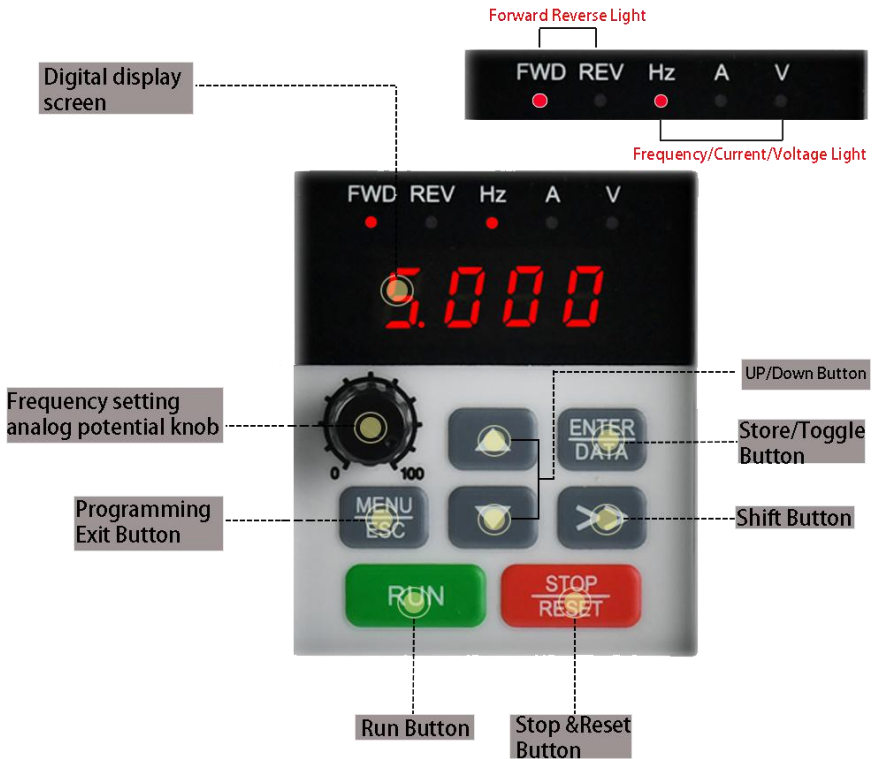 Forward Reverse Light
FWD REV Hz A V
Frequency/Current/Voltage Light
Digital display
screen
FWD REV Hz A V
5.000
UP/Down Button
Frequency setting
analog potential knob
0 100
ENTER
DATA
Store/Toggle
Button
Programming
Exit Button
MENU
ESC
>>
Shift Button
RUN
STOP
RESET
Run Button
Stop &Reset
Button